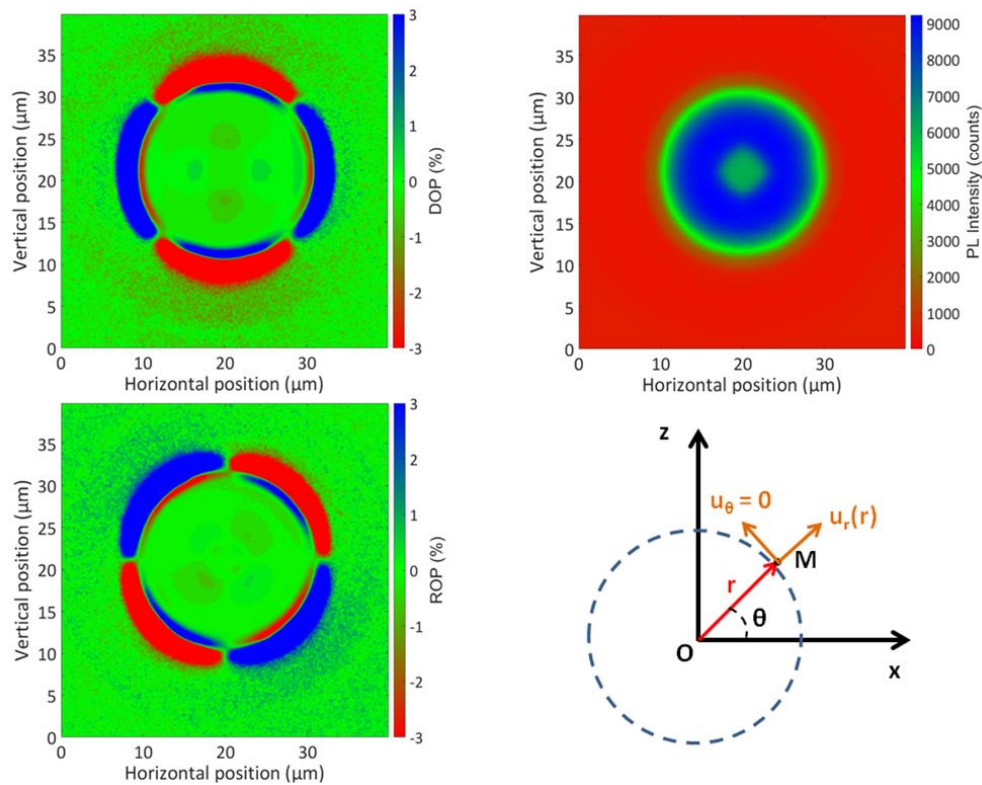 35
30
25
20
15
10
5
0
Vertical position (µm)
0 10 20 30
Horizontal position (µm)
3
2
1
0
-1
-2
-3
DOP (%)
35
30
25
20
15
10
5
0
Vertical position (µm)
0 10 20 30
Horizontal position (µm)
9000
8000
7000
6000
5000
4000
3000
2000
1000
0
PL Intensity (counts)
35
30
25
20
15
10
5
0
Vertical position (µm)
0 10 20 30
Horizontal position (µm)
3
2
1
0
-1
-2
-3
ROP (%)
z
uθ = 0
ur(r)
M
r
θ
O
x